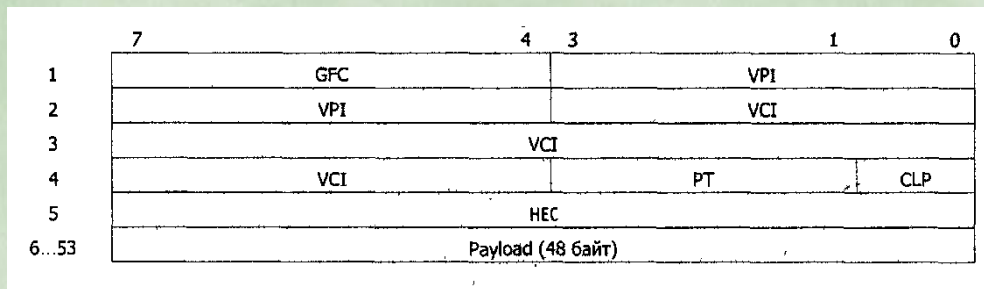 7 4 3 1 0
1 GFC VPI
2 VPI VCI
3 VCI
4 VCI PT CLP
5 HEC
6...53 Payload (48 байт)